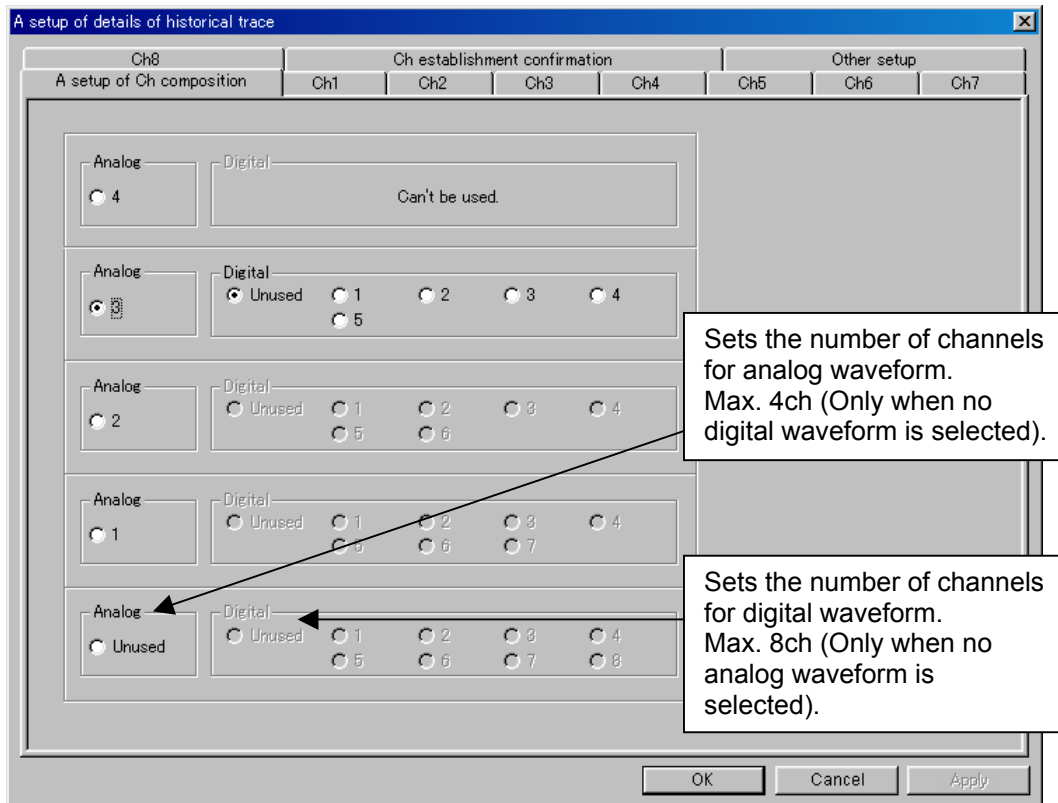 A setup of details of historical trace
Ch8 Ch establishment confirmation Other setup
A setup of Ch composition Ch1 Ch2 Ch3 Ch4 Ch5 Ch6 Ch7
Analog Digital
4 Can't be used.
Analog Digital
3 Unused 1 2 3 4
5
Analog Digital
2 Unused 1 2 3 4
5 6
Analog Digital
1 Unused 1 2 3 4
5 6 7
Analog Digital
Unused Unused 1 2 3 4
5 6 7 8
Sets the number of channels
for analog waveform.
Max. 4ch (Only when no
digital waveform is selected).
Sets the number of channels
for digital waveform.
Max. 8ch (Only when no
analog waveform is
selected).
OK Cancel Apply